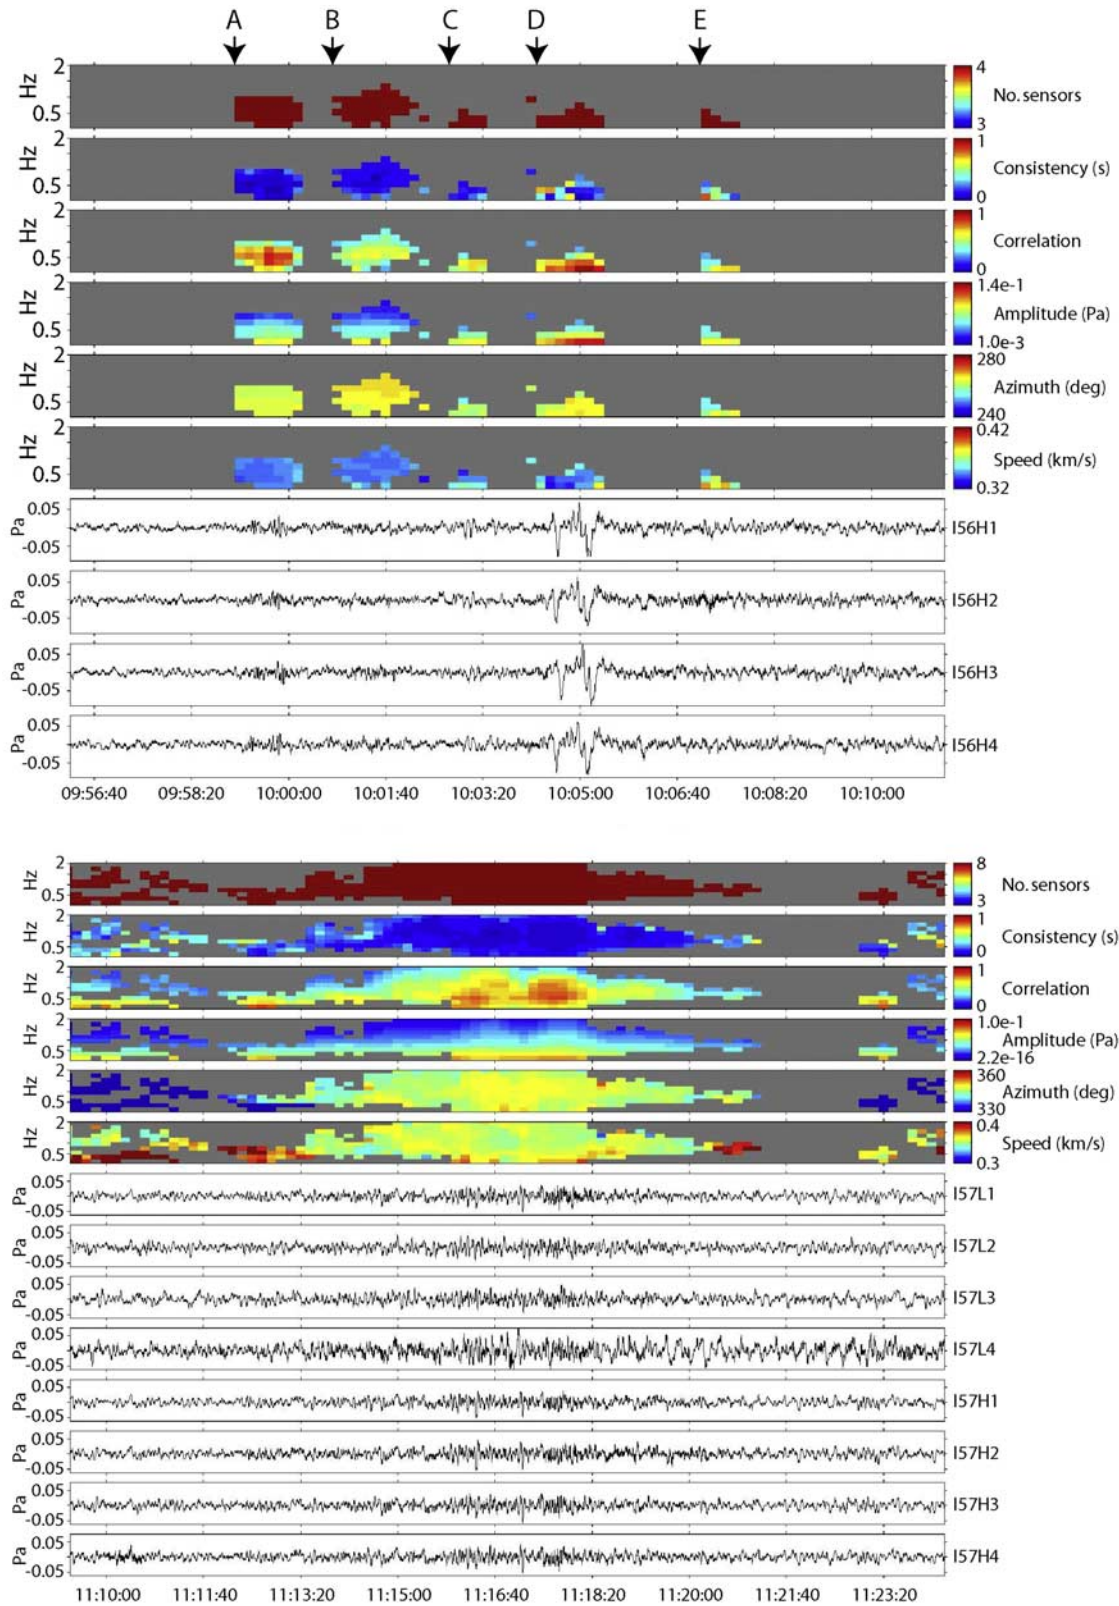 A B C D E
2
Hz
0.5
4
3
No. sensors
2
Hz
0.5
1
0
Consistency (s)
2
Hz
0.5
1
0
Correlation
2
Hz
0.5
1.4e-1
1.0e-3
Amplitude (Pa)
2
Hz
0.5
280
240
Azimuth (deg)
2
Hz
0.5
0.42
0.32
Speed (km/s)
Pa
0.05
-0.05
I56H1
Pa
0.05
-0.05
I56H2
Pa
0.05
-0.05
I56H3
Pa
0.05
-0.05
I56H4
09:56:40 09:58:20 10:00:00 10:01:40 10:03:20 10:05:00 10:06:40 10:08:20 10:10:00
2
Hz
0.5
8
3
No. sensors
2
Hz
0.5
1
0
Consistency (s)
2
Hz
0.5
1
0
Correlation
2
Hz
0.5
1.0e-1
2.2e-16
Amplitude (Pa)
2
Hz
0.5
360
330
Azimuth (deg)
2
Hz
0.5
0.4
0.3
Speed (km/s)
Pa
0.05
-0.05
I57L1
Pa
0.05
-0.05
I57L2
Pa
0.05
-0.05
I57L3
Pa
0.05
-0.05
I57L4
Pa
0.05
-0.05
I57H1
Pa
0.05
-0.05
I57H2
Pa
0.05
-0.05
I57H3
Pa
0.05
-0.05
I57H4
11:10:00 11:11:40 11:13:20 11:15:00 11:16:40 11:18:20 11:20:00 11:21:40 11:23:20